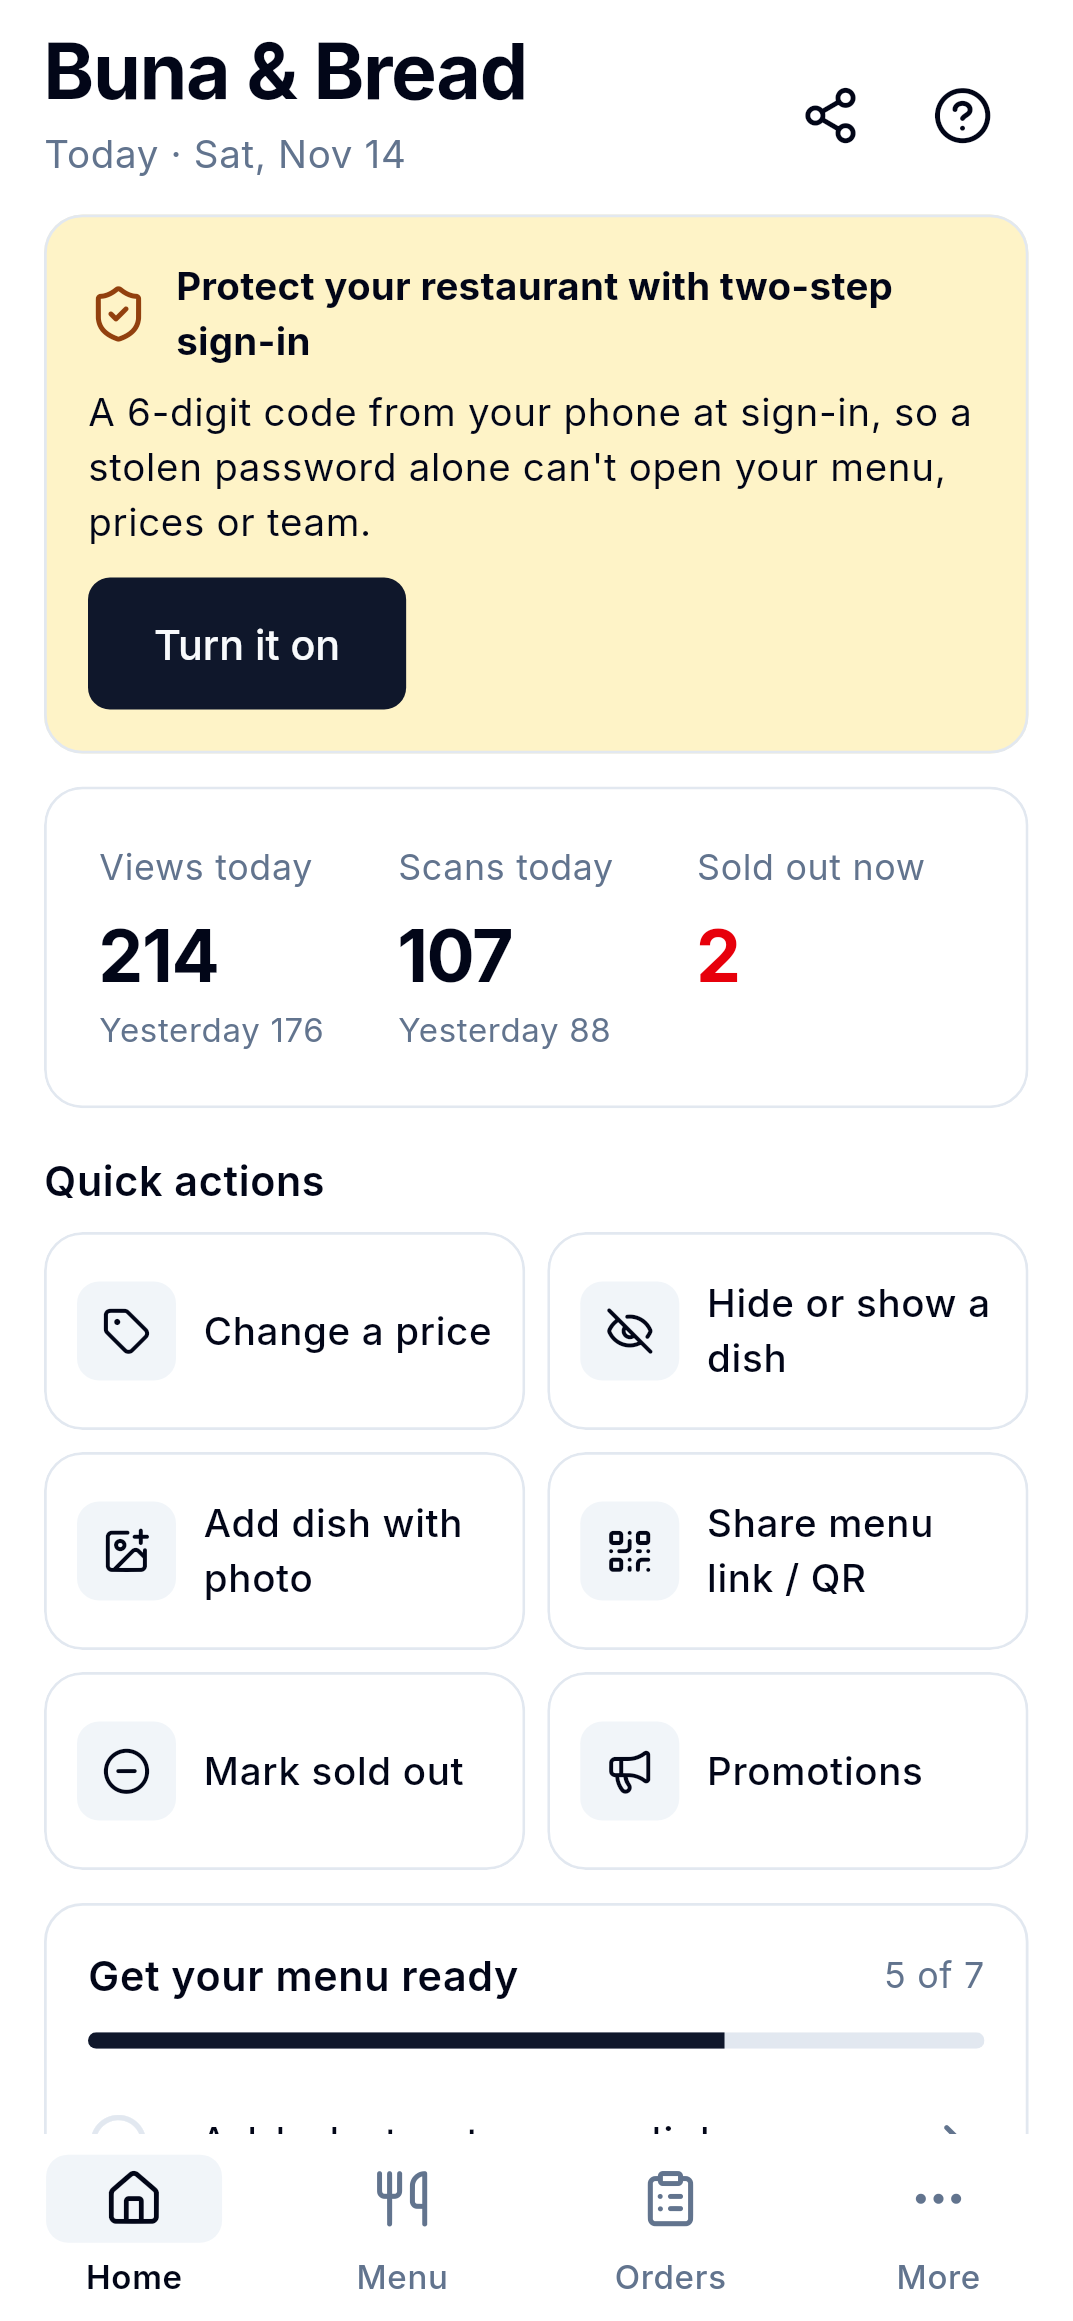 Buna & Bread
Today · Sat, Nov 14
Protect your restaurant with two-step
sign-in
A 6-digit code from your phone at sign-in, so a
stolen password alone can't open your menu,
prices or team.
Turn it on
Views today
Scans today
Sold out now
214
107
2
Yesterday 176
Yesterday 88
Quick actions
Change a price
Hide or show a
dish
Add dish with
photo
Share menu
link / QR
Mark sold out
Promotions
Get your menu ready
5 of 7
Home
Menu
Orders
More